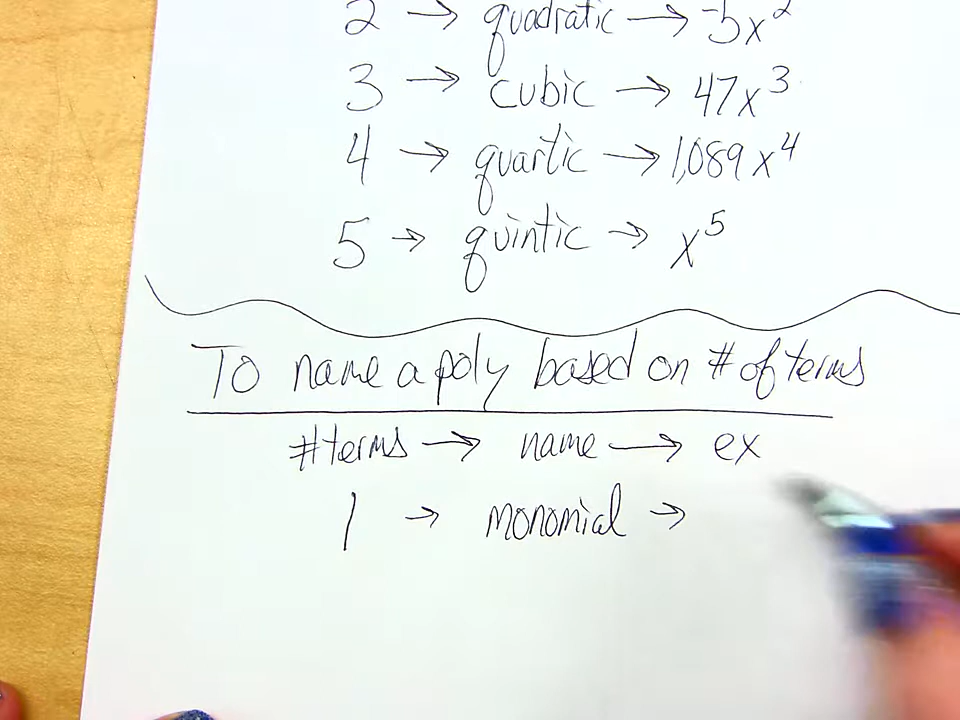 2 → quadratic → -5x²
3 → cubic → 47x³
4 → quartic → 1,089x⁴
5 → quintic → x⁵
To name a poly based on # of terms
# terms → name → ex
1 → monomial →